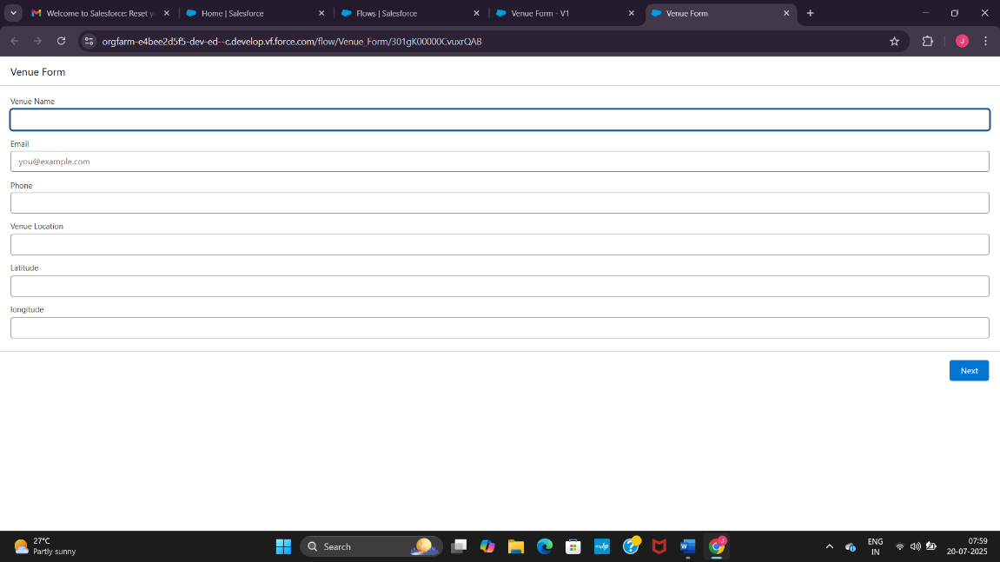 Welcome to Salesforce: Reset y
Home | Salesforce
Flows | Salesforce
Venue Form - V1
Venue Form
orgfarm-e4bee2d5f5-dev-ed--c.develop.vf.force.com/flow/Venue_Form/301gK00000CvuxrQAB
J
Venue Form
Venue Name
Email
you@example.com
Phone
Venue Location
Latitude
longitude
Next
27°C
Partly sunny
Search
myhp
W
J
ENG
IN
07:59
20-07-2025